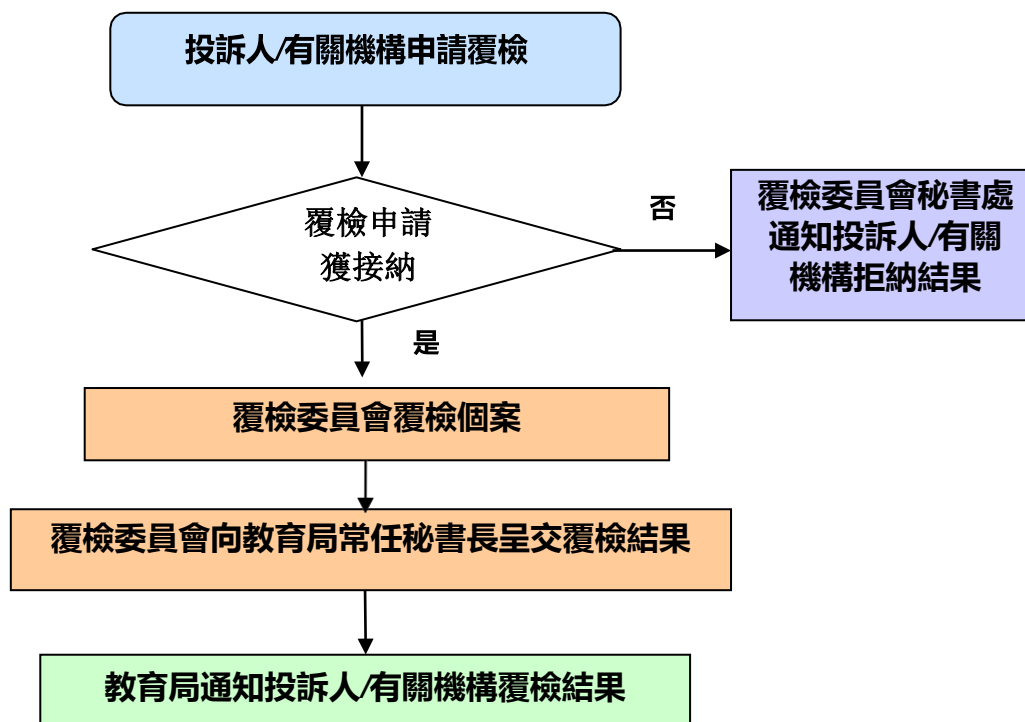 投訴人/有關機構申請覆檢
覆檢申請
獲接納
否
覆檢委員會秘書處
通知投訴人/有關
機構拒納結果
是
覆檢委員會覆檢個案
覆檢委員會向教育局常任秘書長呈交覆檢結果
教育局通知投訴人/有關機構覆檢結果